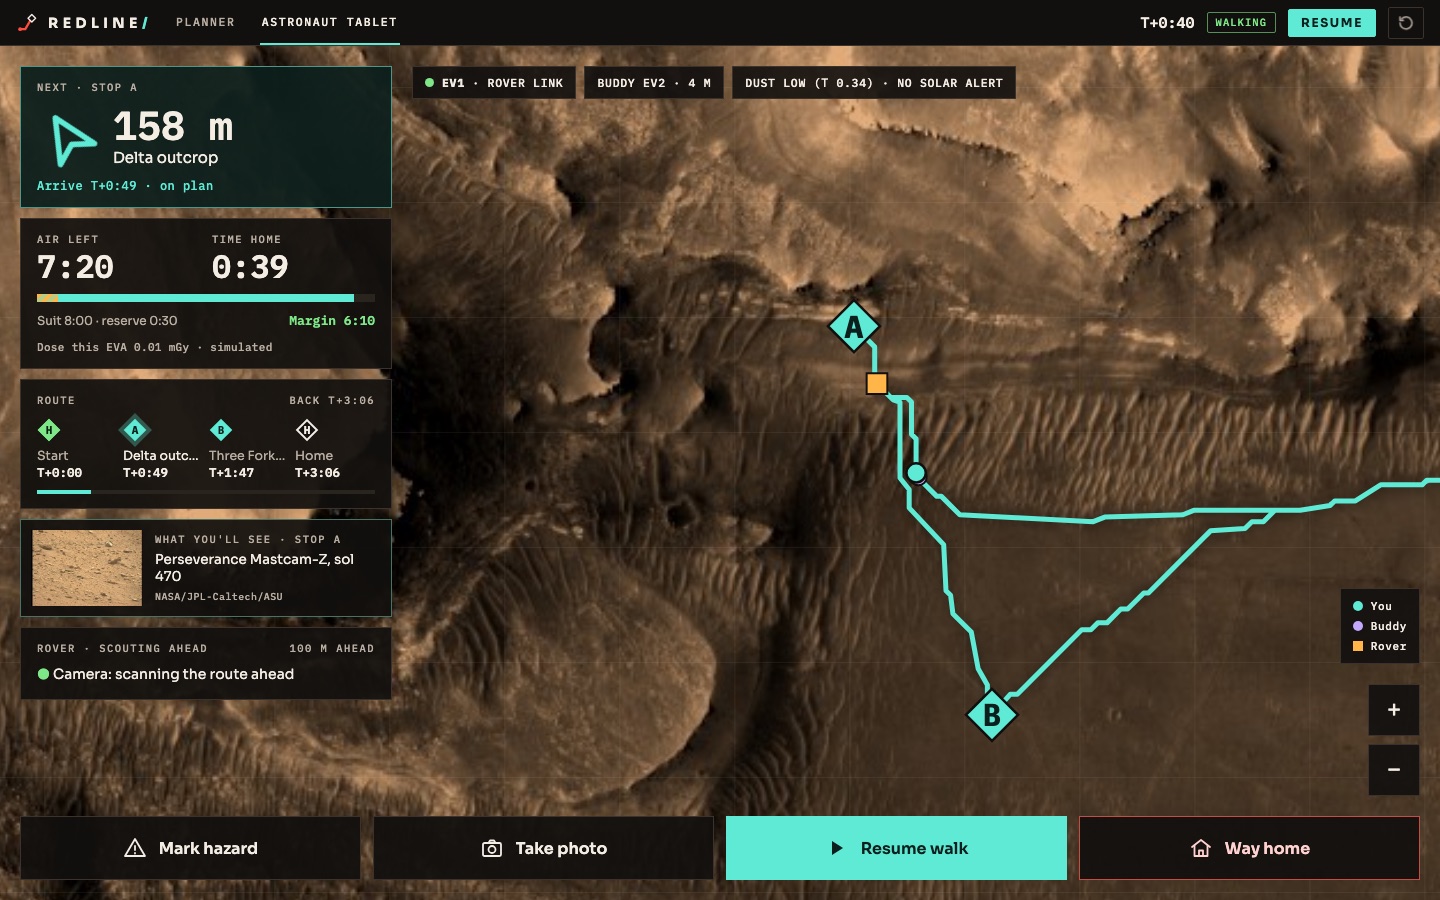 REDLINE/ PLANNER ASTRONAUT TABLET T+0:40 WALKING RESUME
NEXT · STOP A
158 m
Delta outcrop
Arrive T+0:49 · on plan
EV1 · ROVER LINK
BUDDY EV2 · 4 M
DUST LOW (T 0.34) · NO SOLAR ALERT
AIR LEFT TIME HOME
7:20 0:39
Suit 8:00 · reserve 0:30 Margin 6:10
Dose this EVA 0.01 mGy · simulated
ROUTE BACK T+3:06
H A B H
Start Delta outc... Three Fork... Home
T+0:00 T+0:49 T+1:47 T+3:06
WHAT YOU'LL SEE · STOP A
Perseverance Mastcam-Z, sol
470
NASA/JPL-Caltech/ASU
ROVER · SCOUTING AHEAD 100 M AHEAD
Camera: scanning the route ahead
A
B
You
Buddy
Rover
+
−
Mark hazard
Take photo
Resume walk
Way home